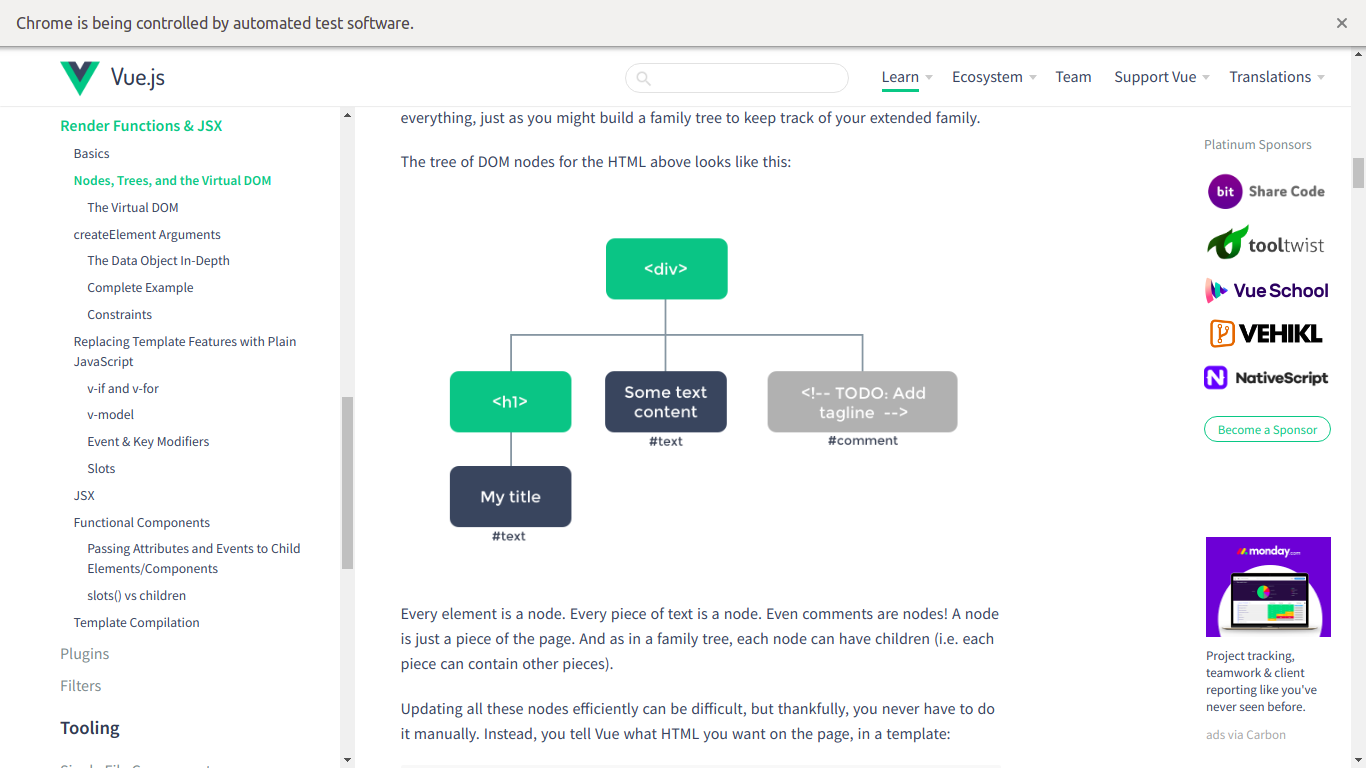 Chrome is being controlled by automated test software.
Vue.js
Learn
Ecosystem
Team
Support Vue
Translations
Render Functions & JSX
Basics
Nodes, Trees, and the Virtual DOM
The Virtual DOM
createElement Arguments
The Data Object In-Depth
Complete Example
Constraints
Replacing Template Features with Plain
JavaScript
v-if and v-for
v-model
Event & Key Modifiers
Slots
JSX
Functional Components
Passing Attributes and Events to Child
Elements/Components
slots() vs children
Template Compilation
Plugins
Filters
Tooling
everything, just as you might build a family tree to keep track of your extended family.
The tree of DOM nodes for the HTML above looks like this:
<div>
<h1>
Some text
content
#text
<!-- TODO: Add
tagline -->
#comment
My title
#text
Every element is a node. Every piece of text is a node. Even comments are nodes! A node
is just a piece of the page. And as in a family tree, each node can have children (i.e. each
piece can contain other pieces).
Updating all these nodes efficiently can be difficult, but thankfully, you never have to do
it manually. Instead, you tell Vue what HTML you want on the page, in a template:
Platinum Sponsors
bit Share Code
tooltwist
Vue School
VEHIKL
N NativeScript
Become a Sponsor
monday.com
Project tracking,
teamwork & client
reporting like you've
never seen before.
ads via Carbon